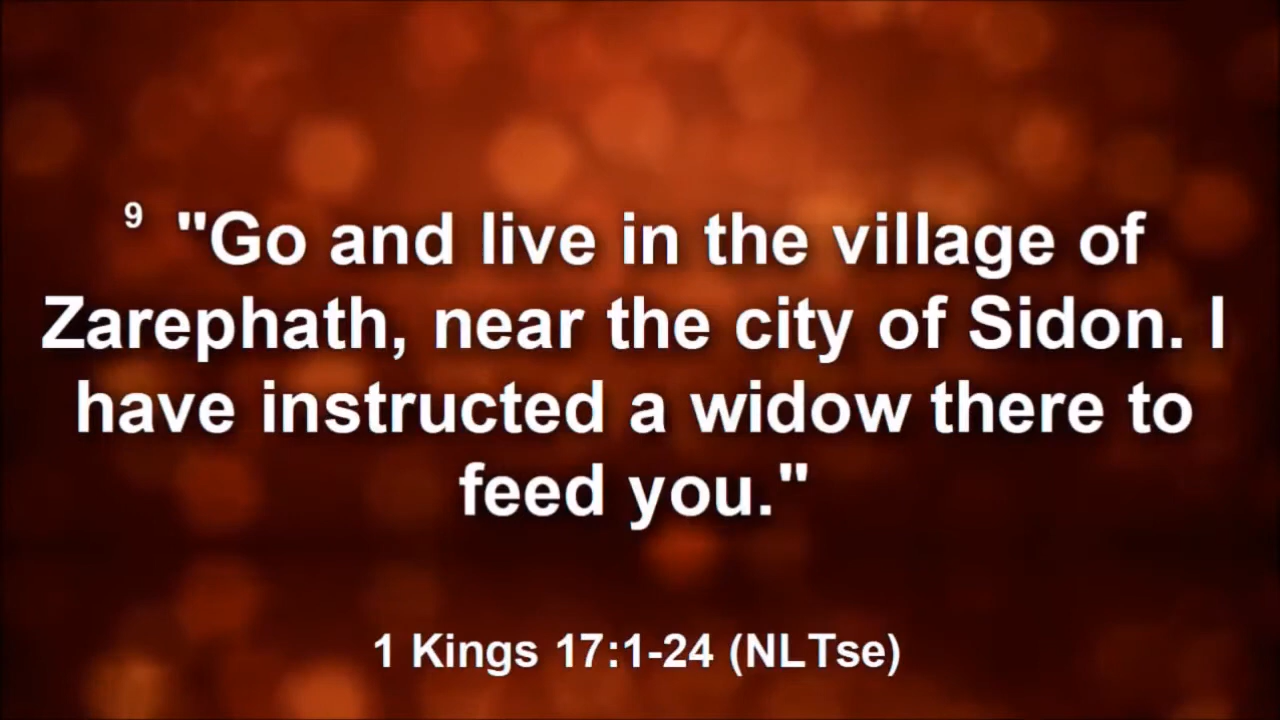 9 "Go and live in the village of
Zarephath, near the city of Sidon. I
have instructed a widow there to
feed you."
1 Kings 17:1-24 (NLTse)